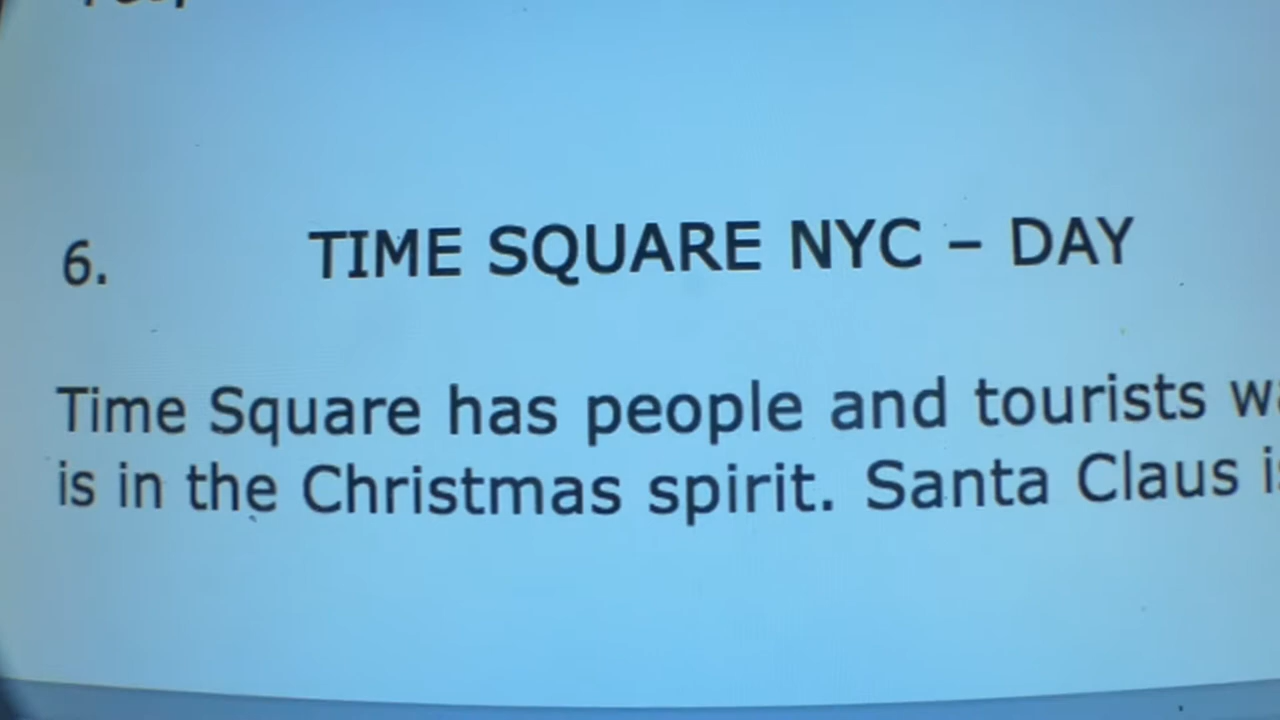 6. TIME SQUARE NYC – DAY
Time Square has people and tourists
is in the Christmas spirit. Santa Claus